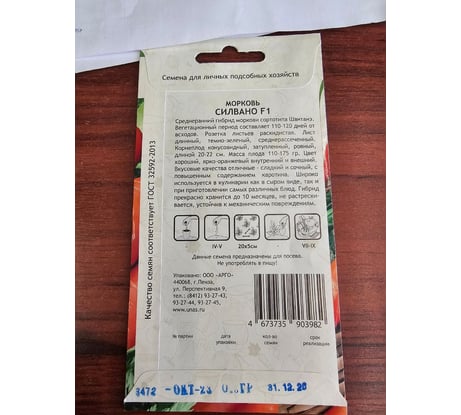 Семена для личных подсобных хозяйств
МОРКОВЬ
СИЛВАНО F1
Среднеранний гибрид моркови сортотипа Шантанэ.
Вегетационный период составляет 110-120 дней от
всходов. Розетка листьев раскидистая. Лист
длинный, темно-зеленый, среднерассеченный.
Корнеплод конусовидный, затупленный, ровный,
длиной 20-22 см. Масса плода 110-175 гр. Цвет
хороший, ярко-оранжевый внутренний и внешний.
Вкусовые качества отличные - сладкий и сочный, с
повышенным содержанием каротина. Широко
используется в кулинарии как в сыром виде, так и
в приготовлении самых различных блюд. Гибрид
прекрасно хранится до 10 месяцев, не растрески-
вается, устойчив к механическим повреждениям.
IV-V
20x5см
VII-IX
Данные семена предназначены для посева.
Не употреблять в пищу!
Упаковано: ООО «АРГО»
440068, г.Пенза,
ул. Перспективная 9,
тел.: (8412) 93-27-43,
93-27-44, 93-27-45,
www.unas.ru
4 673735 903982
№ партии
дата
упаковки
кол-во
семян
срок
реализации
3472 -ОКТ-23 31.12.26
Качество семян соответствует ГОСТ 32592-2013